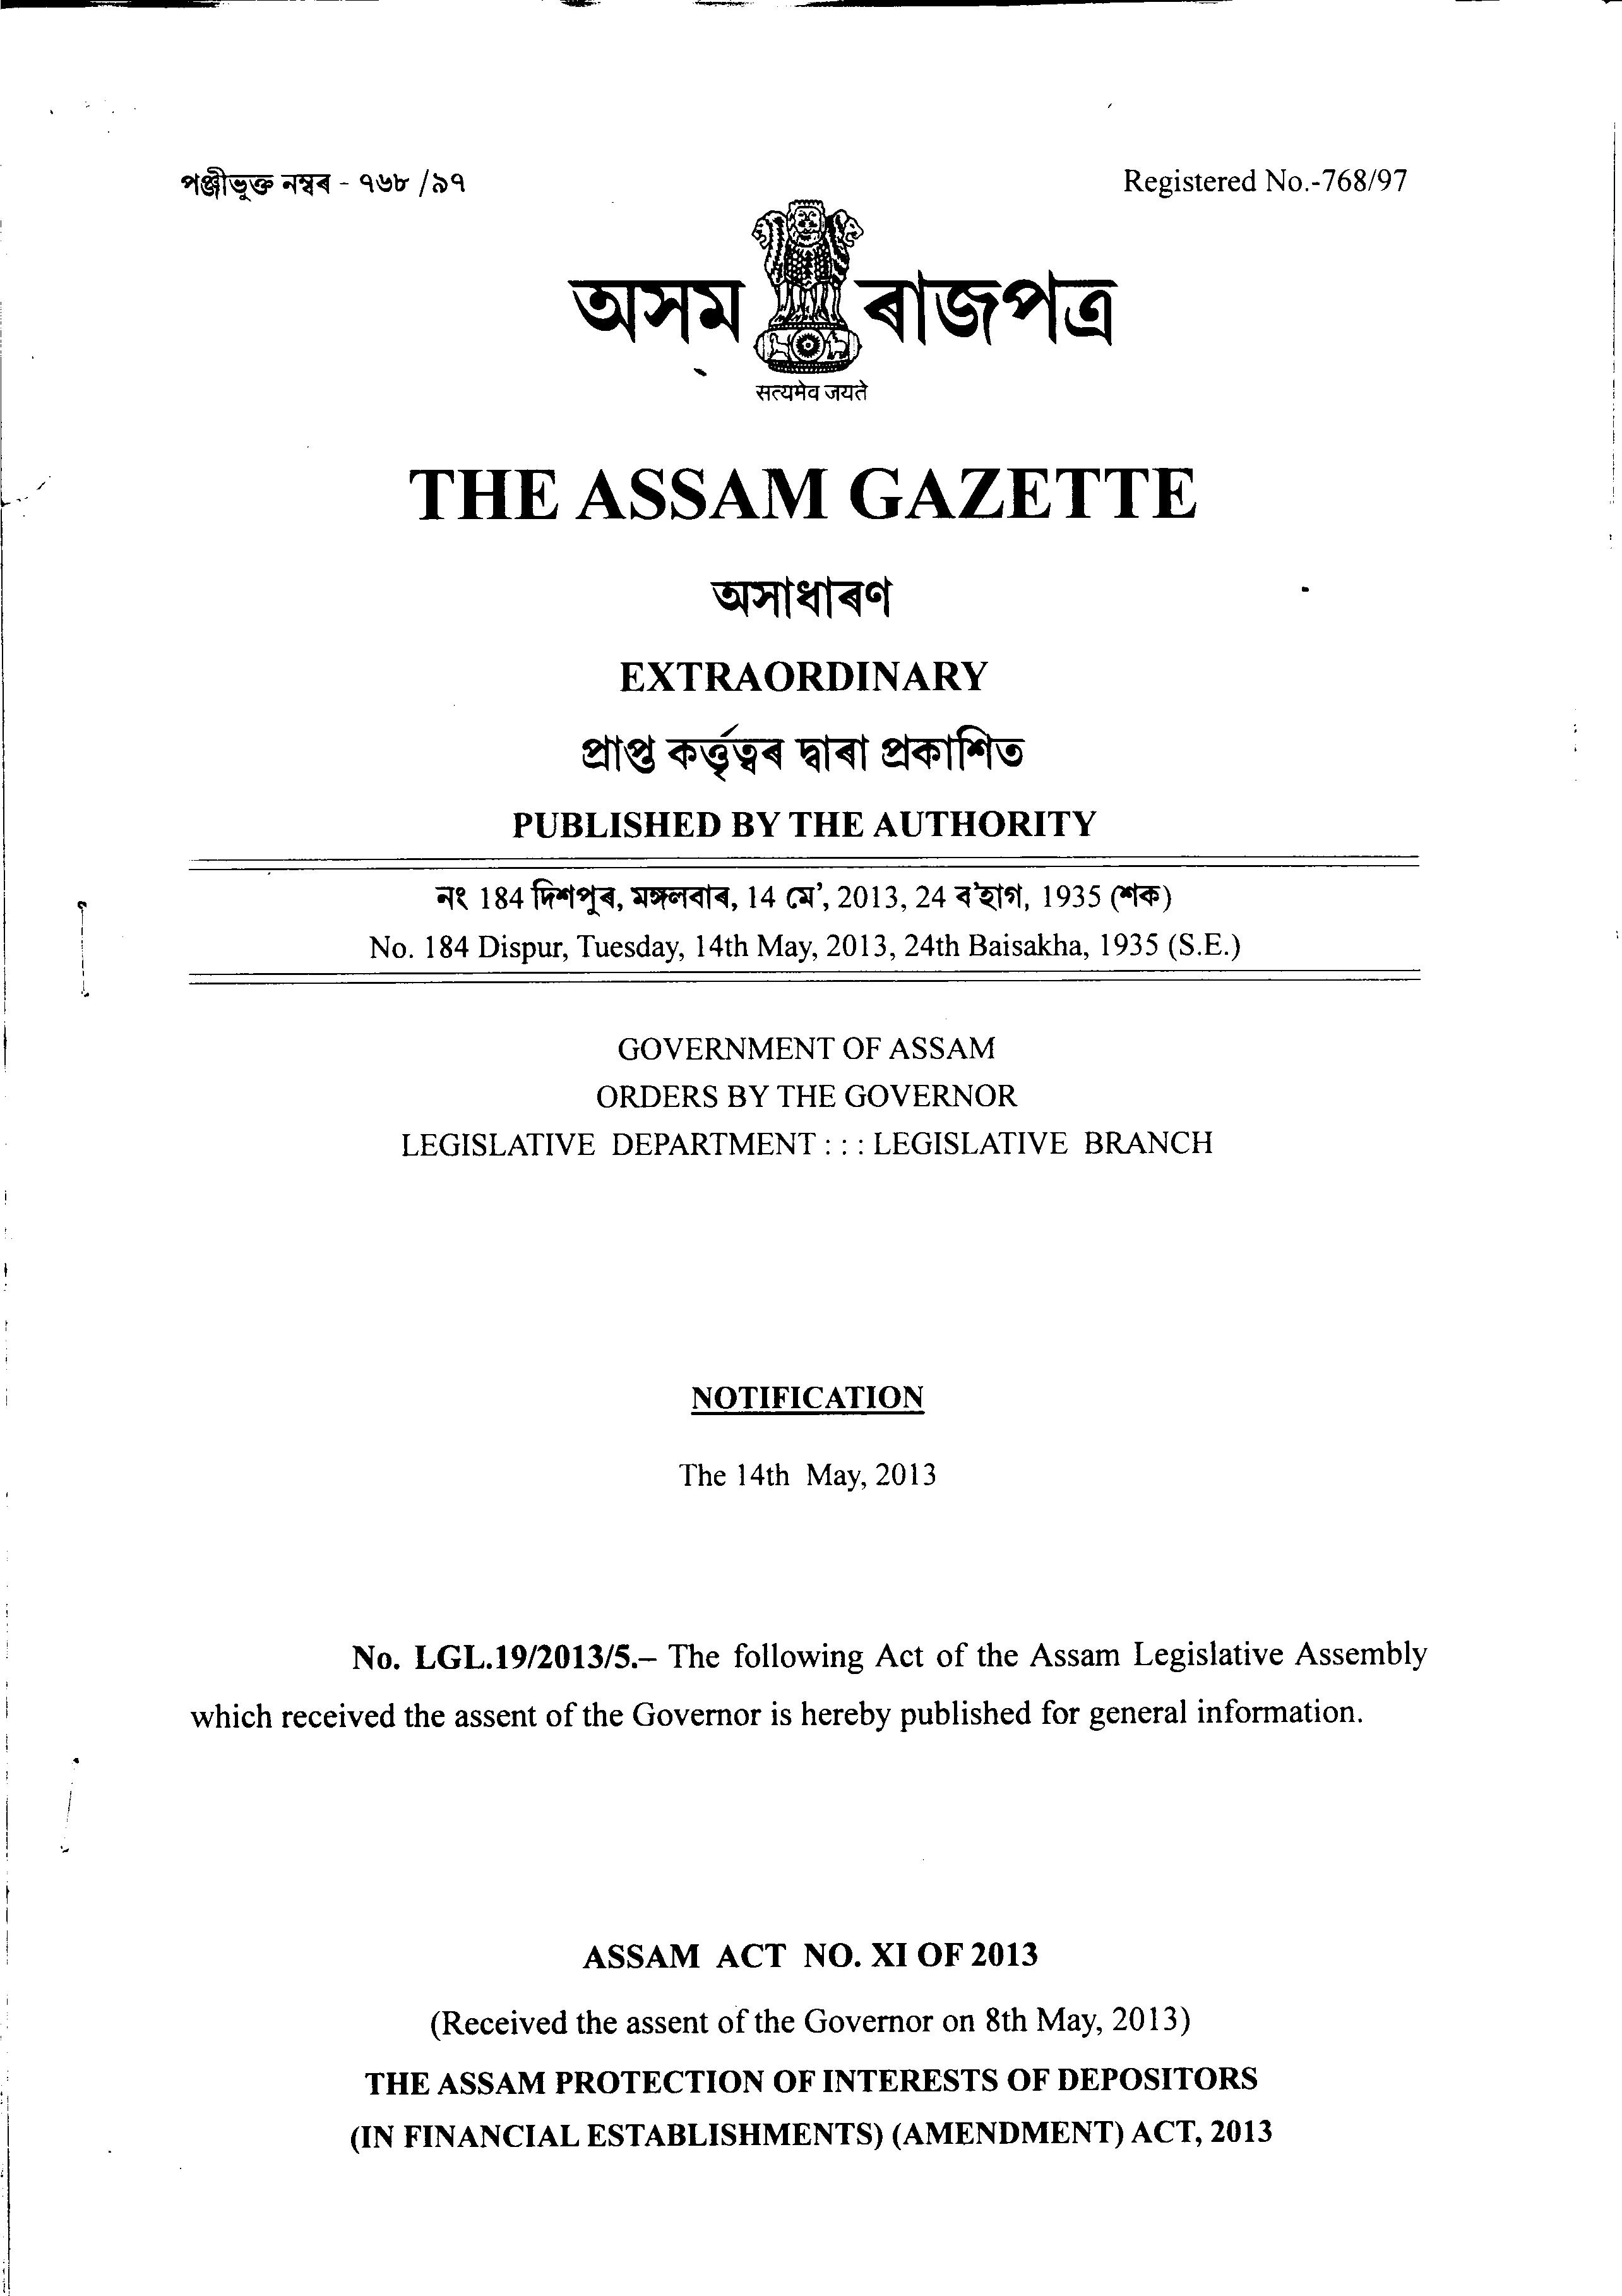 পঞ্জীভুক্ত নম্বৰ - ৭৬৮ /৯৭
Registered No.-768/97
অসম ৰাজপত্ৰ
सत्यमेव जयते
THE ASSAM GAZETTE
অসাধাৰণ
EXTRAORDINARY
প্ৰাপ্ত কৰ্ত্তৃত্বৰ দ্বাৰা প্ৰকাশিত
PUBLISHED BY THE AUTHORITY
নং 184 দিশপুৰ, মঙ্গলবাৰ, 14 মে', 2013, 24 ব'হাগ, 1935 (শক)
No. 184 Dispur, Tuesday, 14th May, 2013, 24th Baisakha, 1935 (S.E.)
GOVERNMENT OF ASSAM
ORDERS BY THE GOVERNOR
LEGISLATIVE DEPARTMENT : : : LEGISLATIVE BRANCH
NOTIFICATION
The 14th May, 2013
No. LGL.19/2013/5.– The following Act of the Assam Legislative Assembly
which received the assent of the Governor is hereby published for general information.
ASSAM ACT NO. XI OF 2013
(Received the assent of the Governor on 8th May, 2013)
THE ASSAM PROTECTION OF INTERESTS OF DEPOSITORS
(IN FINANCIAL ESTABLISHMENTS) (AMENDMENT) ACT, 2013